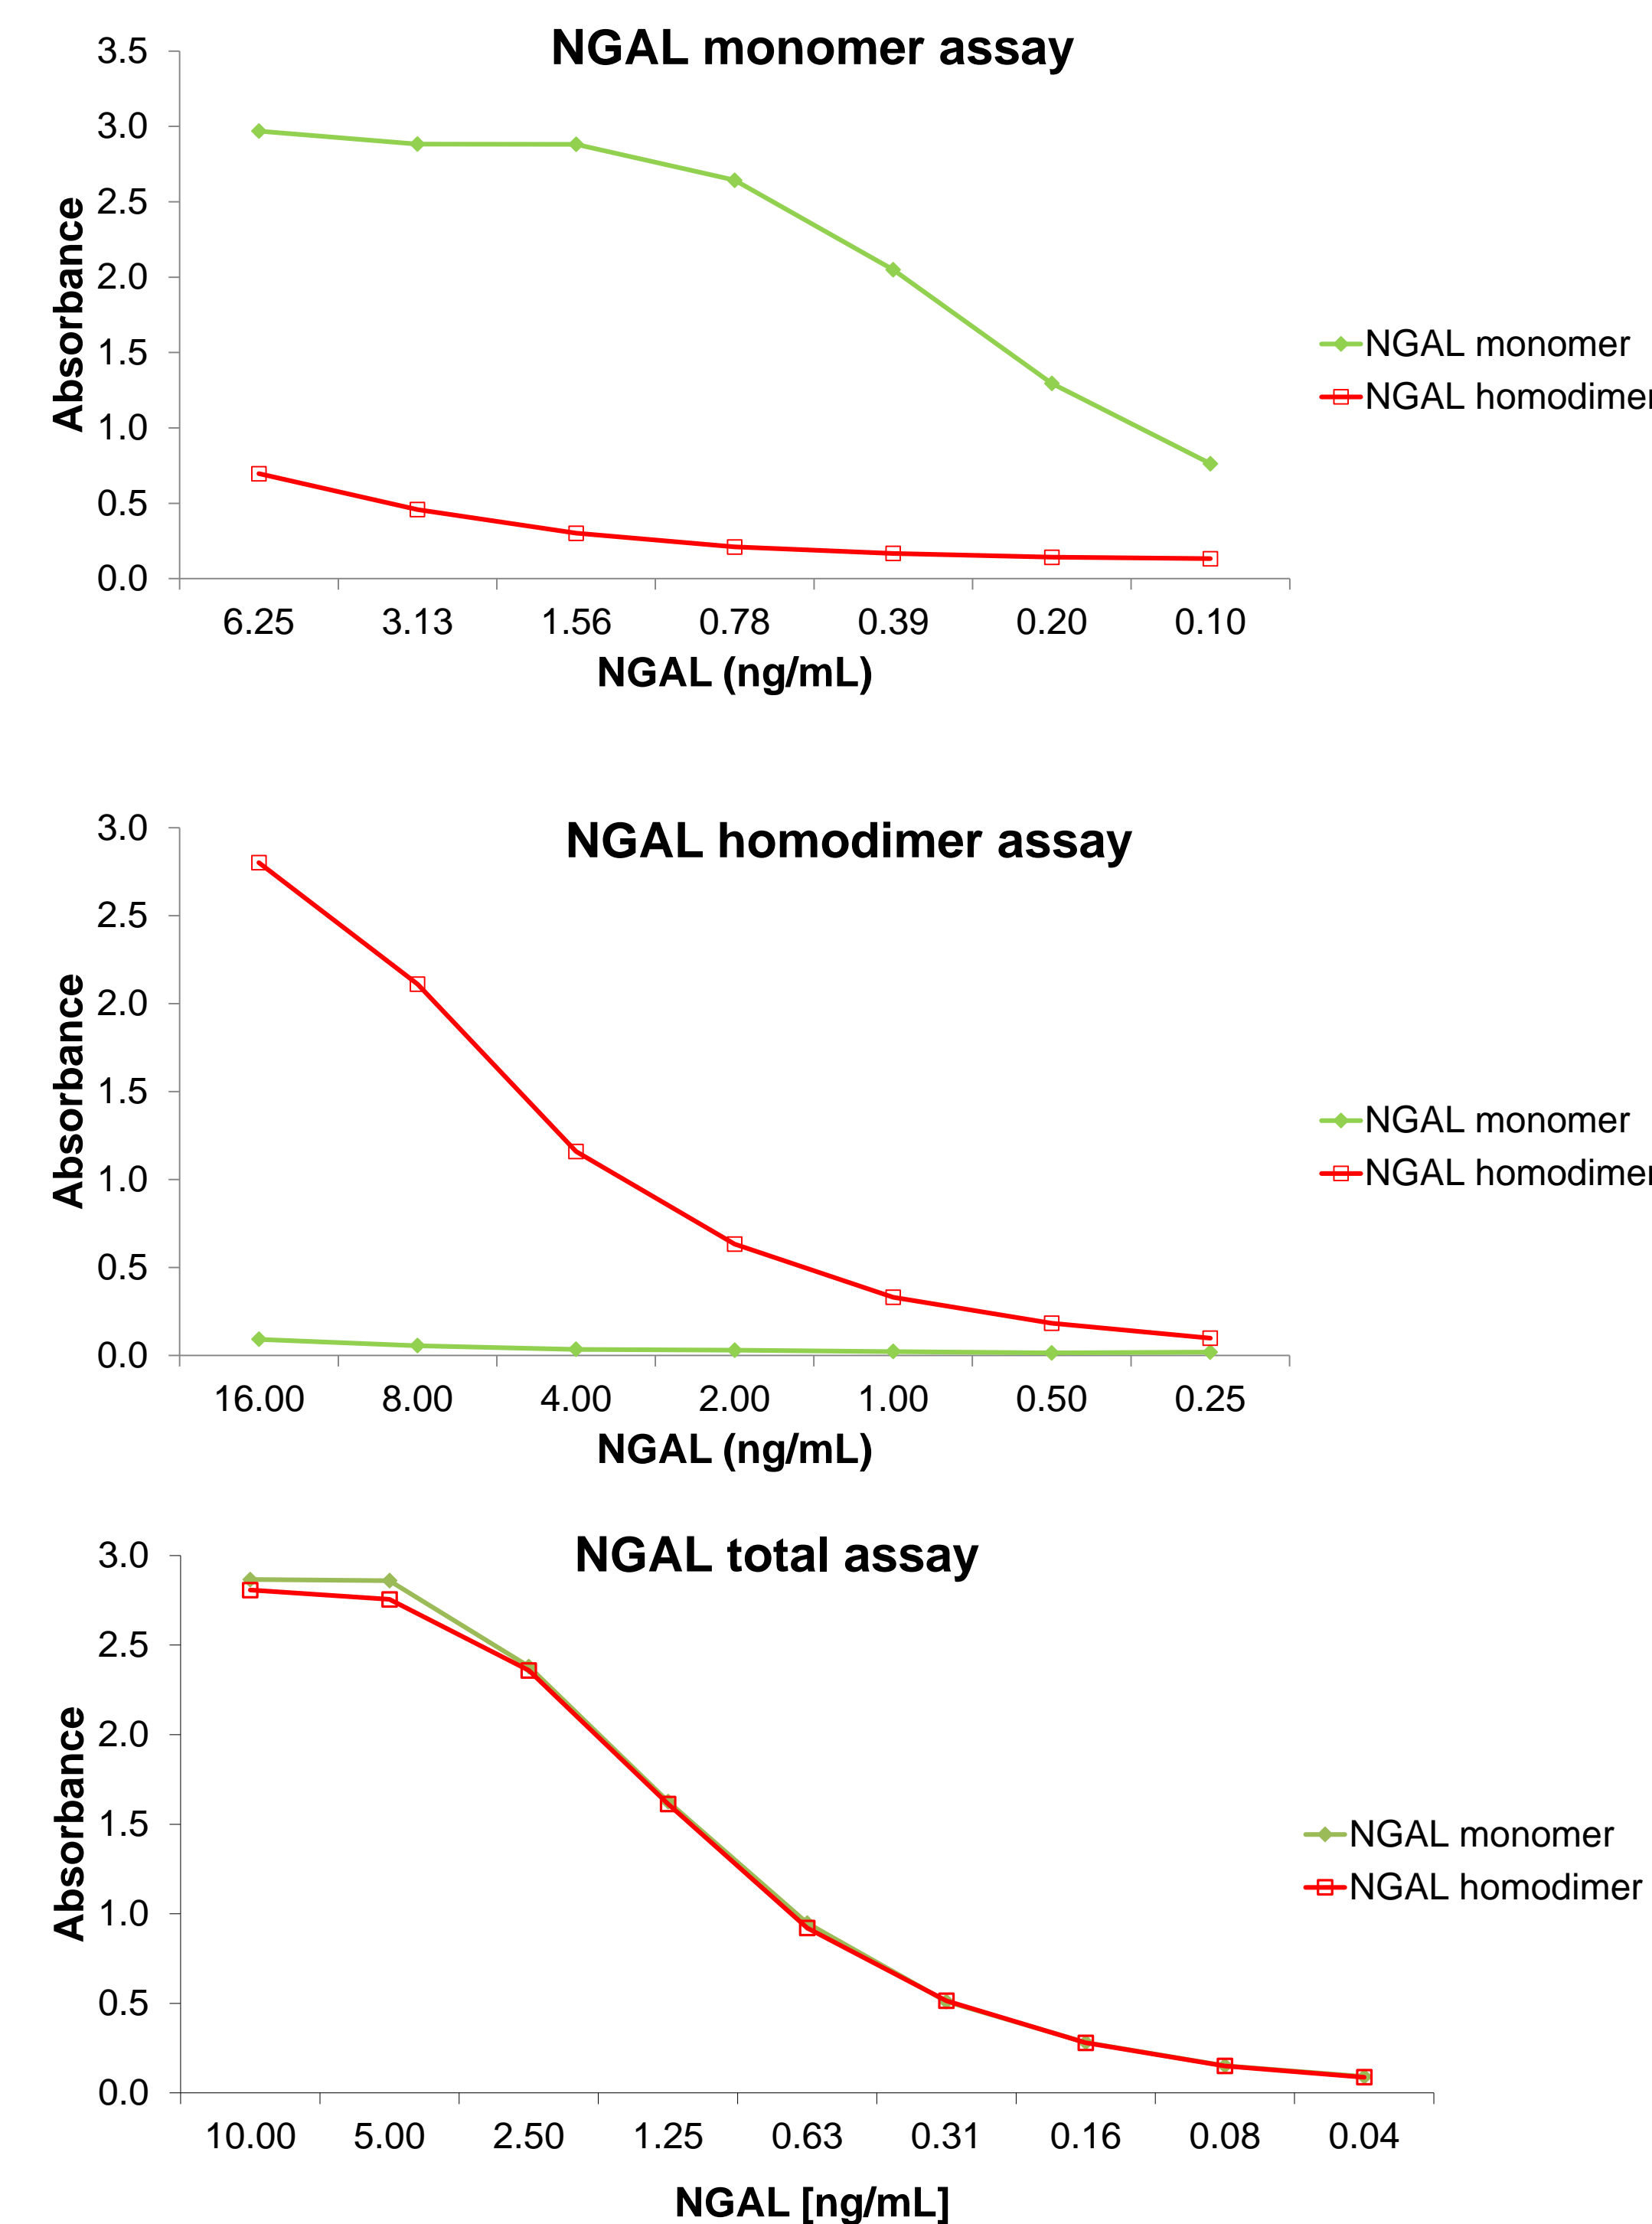 NGAL monomer assay
3.5
3.0
2.5
2.0
1.5
1.0
0.5
0.0
Absorbance
6.25 3.13 1.56 0.78 0.39 0.20 0.10
NGAL (ng/mL)
NGAL monomer
NGAL homodimer
NGAL homodimer assay
3.0
2.5
2.0
1.5
1.0
0.5
0.0
Absorbance
16.00 8.00 4.00 2.00 1.00 0.50 0.25
NGAL (ng/mL)
NGAL monomer
NGAL homodimer
NGAL total assay
3.0
2.5
2.0
1.5
1.0
0.5
0.0
Absorbance
10.00 5.00 2.50 1.25 0.63 0.31 0.16 0.08 0.04
NGAL [ng/mL]
NGAL monomer
NGAL homodimer